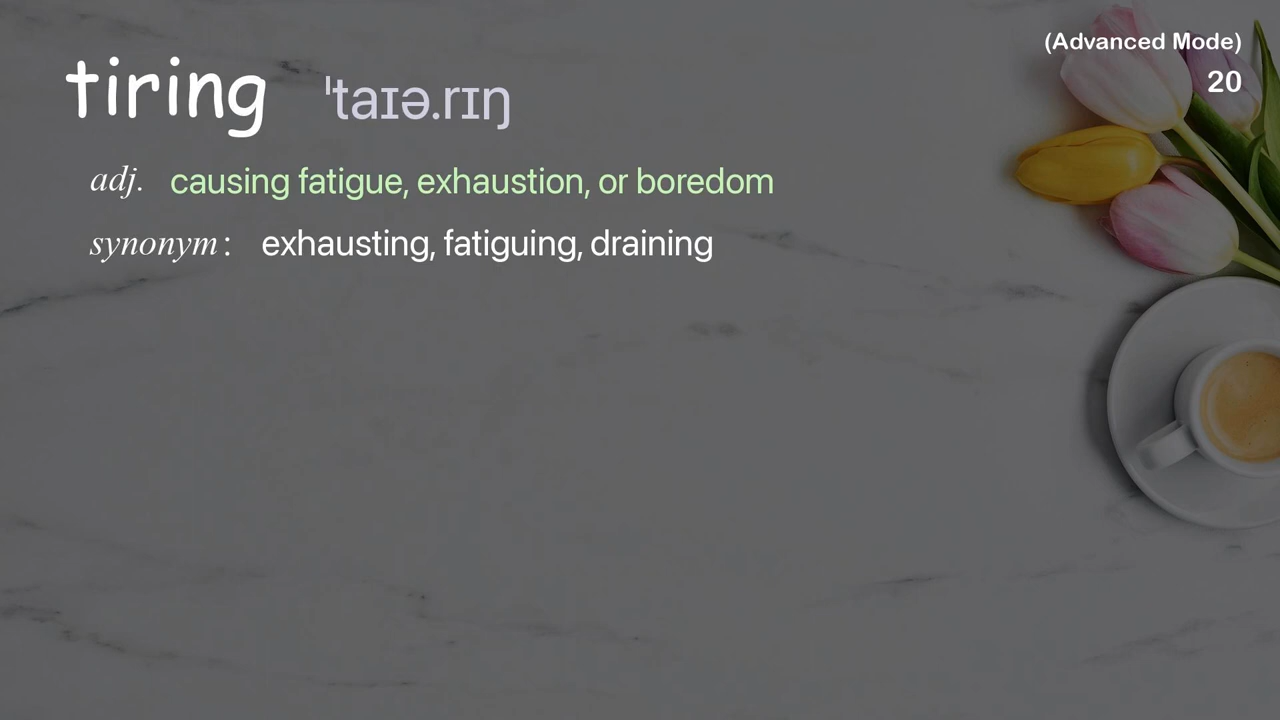 (Advanced Mode)
20
tiring ˈtaɪə.rɪŋ
adj. causing fatigue, exhaustion, or boredom
synonym: exhausting, fatiguing, draining